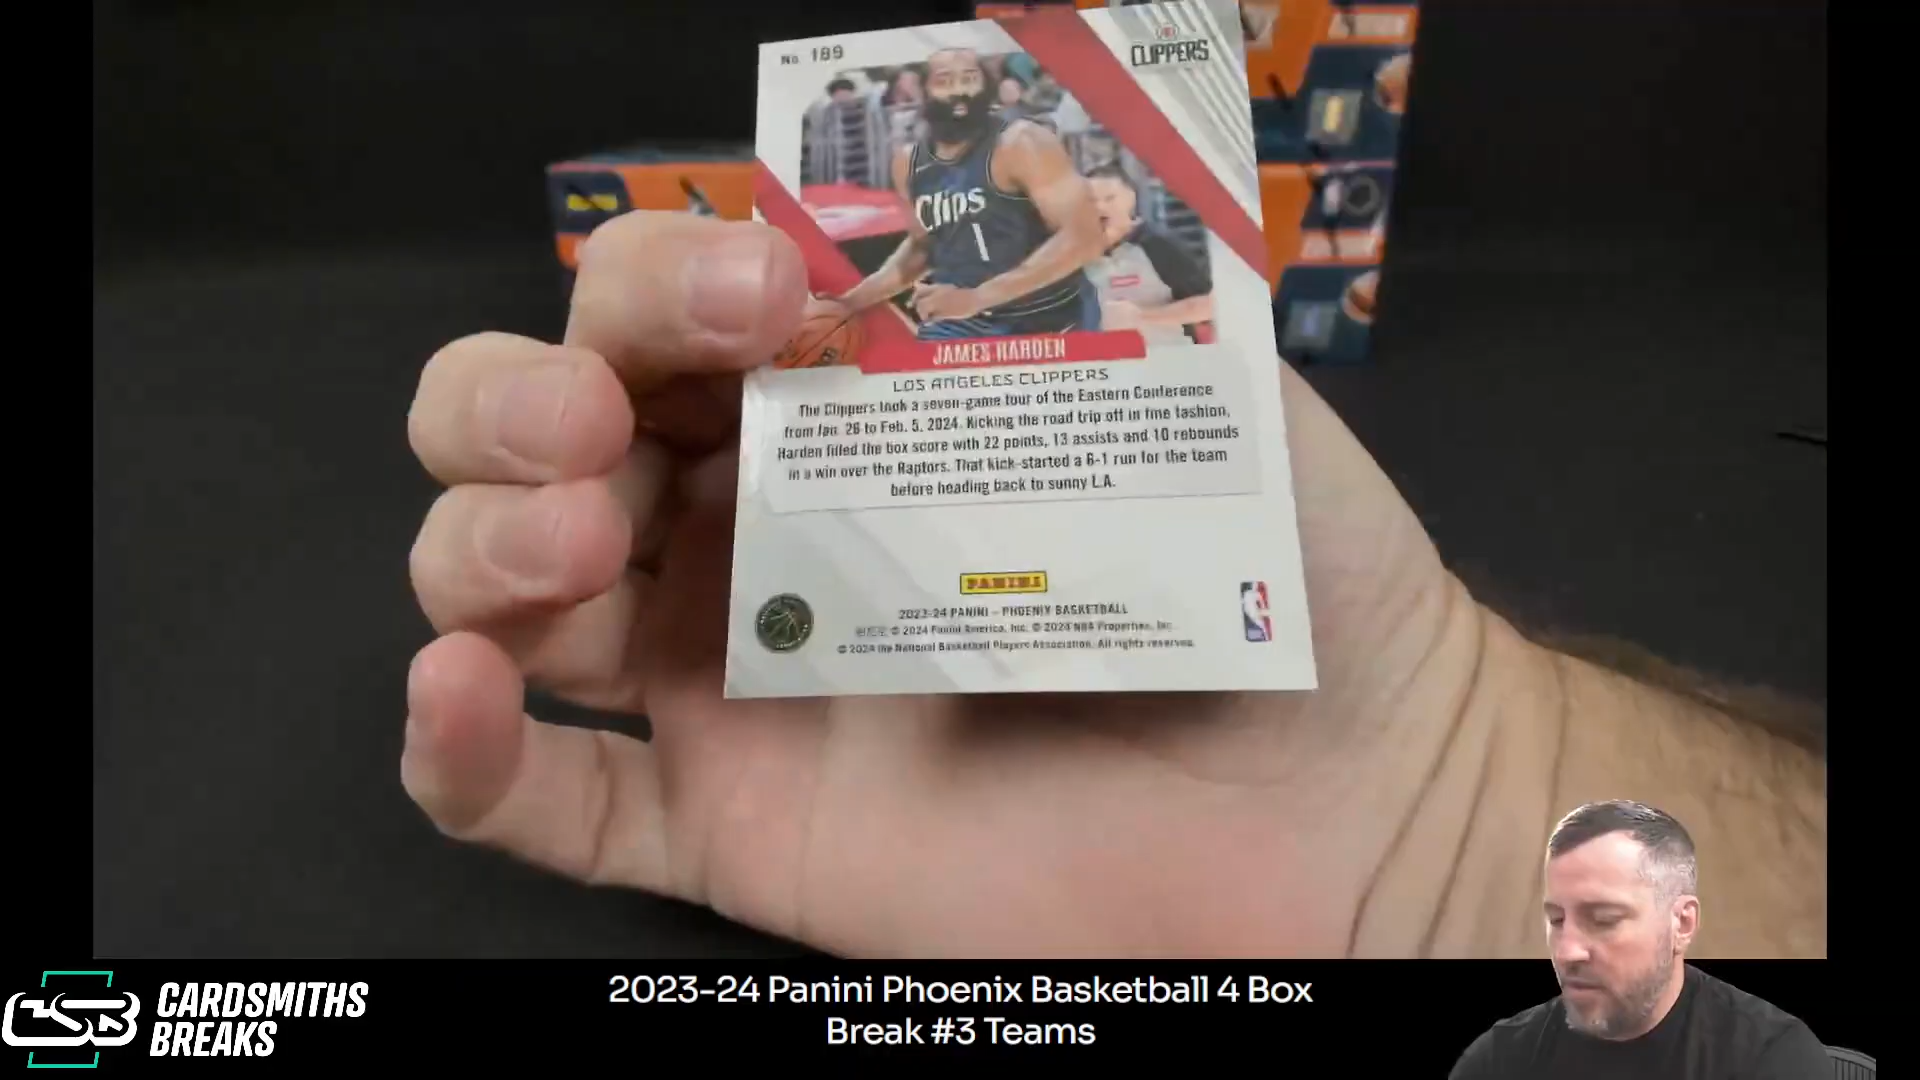 No. 189
CLIPPERS
Clips
1
JAMES HARDEN
LOS ANGELES CLIPPERS
The Clippers took a seven-game tour of the Eastern Conference
from Jan. 26 to Feb. 5, 2024. Kicking the road trip off in fine fashion,
Harden filled the box score with 22 points, 13 assists and 10 rebounds
in a win over the Raptors. That kick-started a 6-1 run for the team
before heading back to sunny L.A.
PANINI
2023-24 PANINI – PHOENIX BASKETBALL
© 2024 Panini America, Inc. © 2024 NBA Properties, Inc.
© 2024 the National Basketball Players Association. All rights reserved.
CSB
CARDSMITHS
BREAKS
2023-24 Panini Phoenix Basketball 4 Box
Break #3 Teams